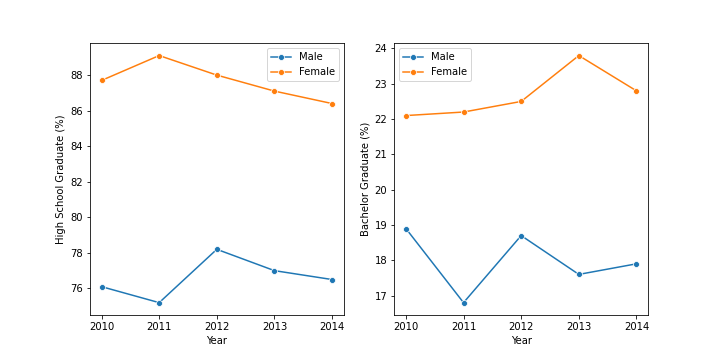 High School Graduate (%)
88
86
84
82
80
78
76
Male
Female
2010 2011 2012 2013 2014
Year
Bachelor Graduate (%)
24
23
22
21
20
19
18
17
Male
Female
2010 2011 2012 2013 2014
Year